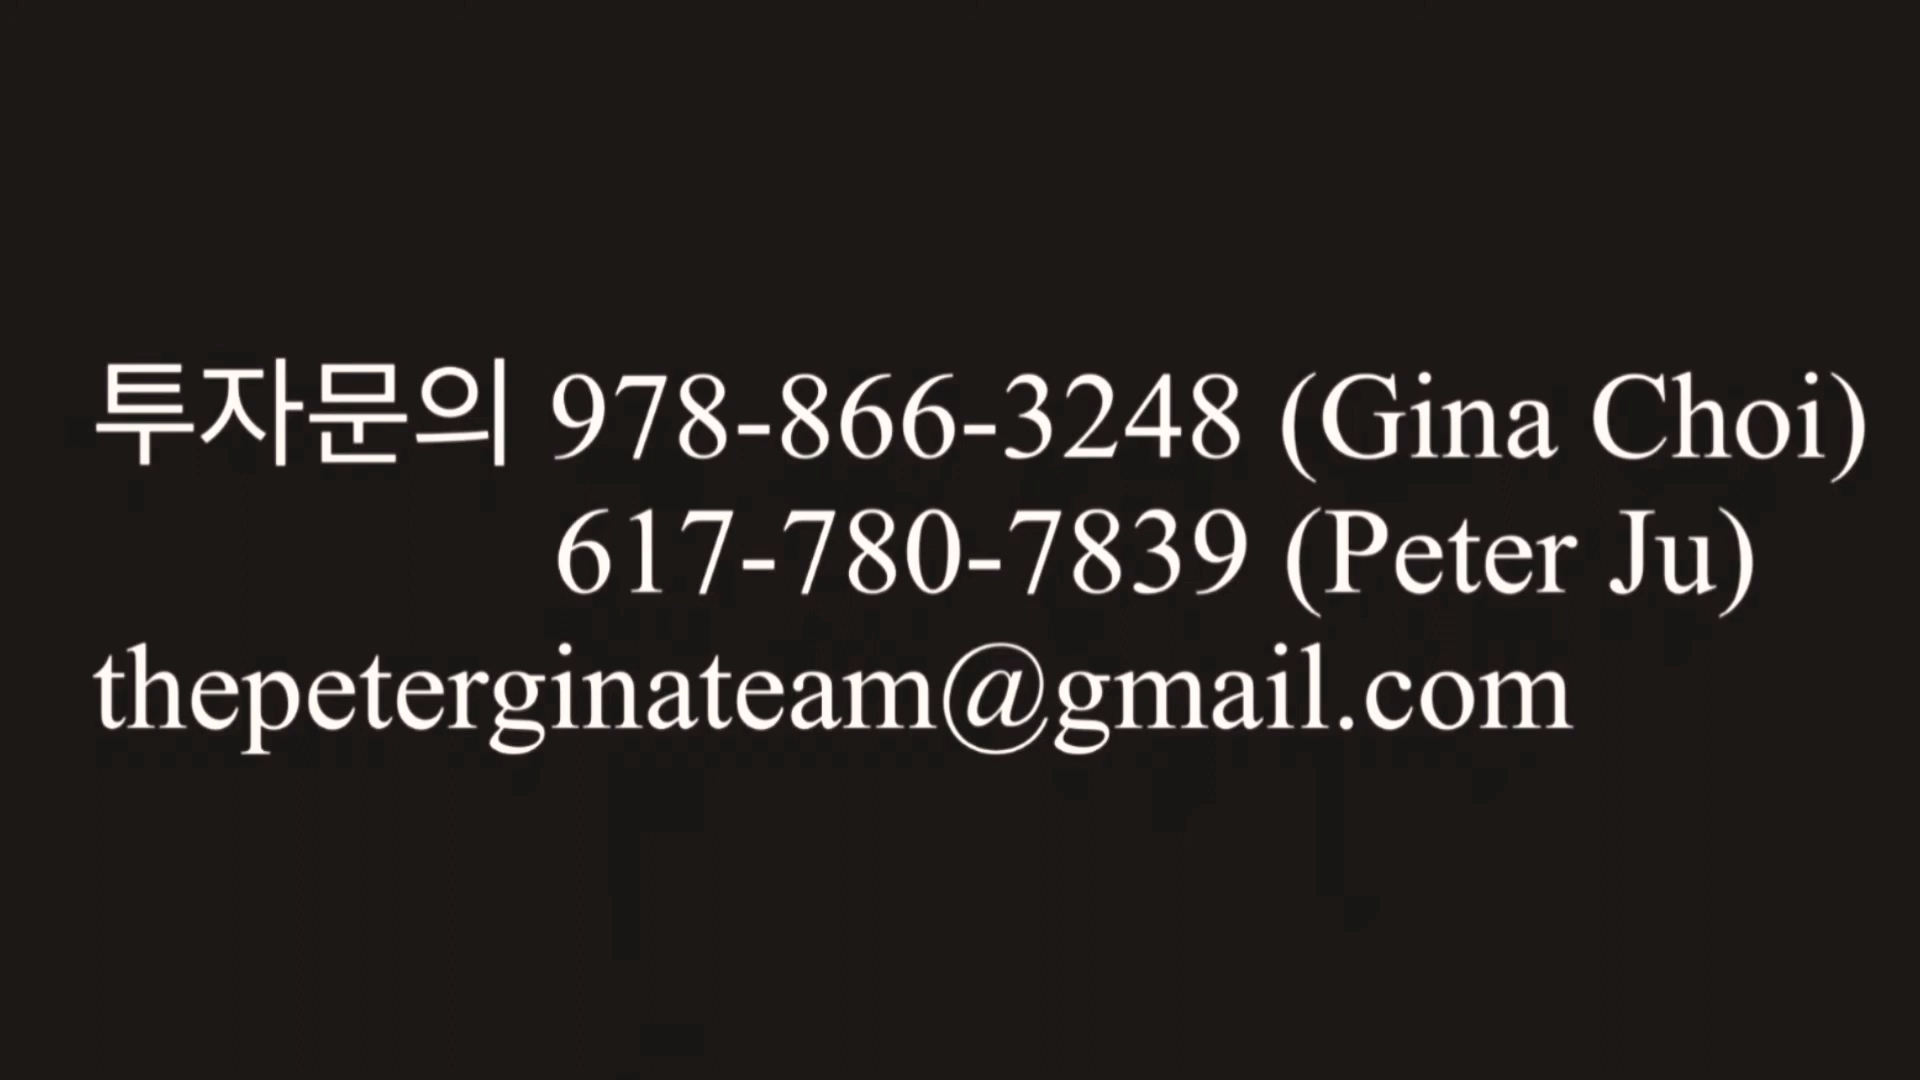 투자문의 978-866-3248 (Gina Choi)
617-780-7839 (Peter Ju)
thepeterginateam@gmail.com